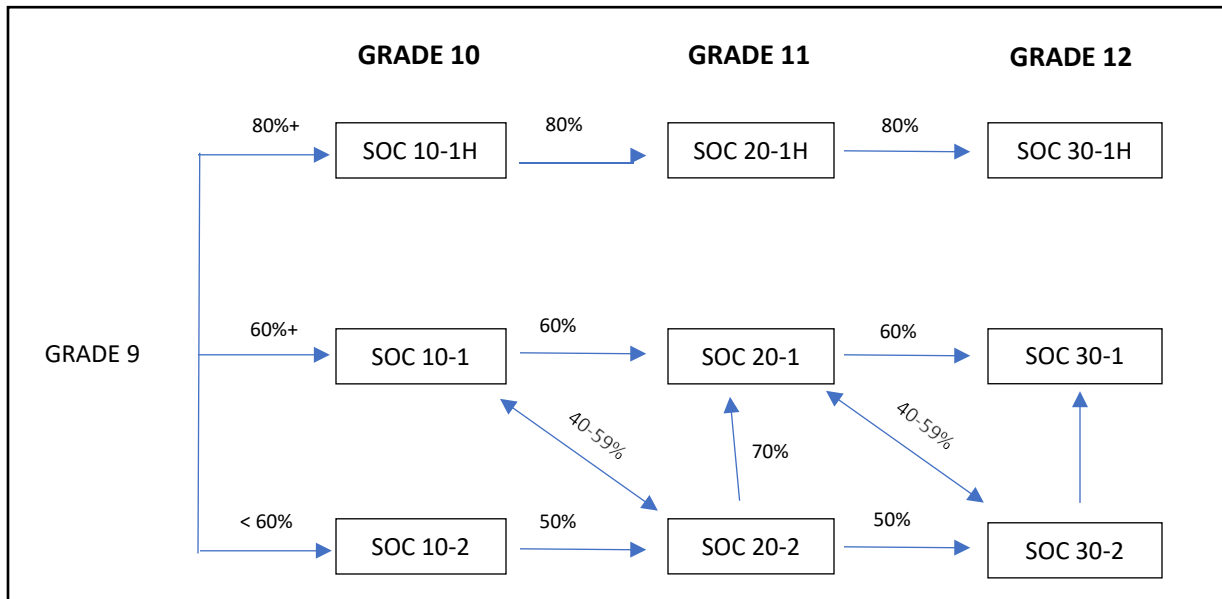 GRADE 10 GRADE 11 GRADE 12
80%+ 80% 80%
SOC 10-1H SOC 20-1H SOC 30-1H
60%+ 60% 60%
GRADE 9 SOC 10-1 SOC 20-1 SOC 30-1
40-59% 70% 40-59%
< 60% 50% 50%
SOC 10-2 SOC 20-2 SOC 30-2